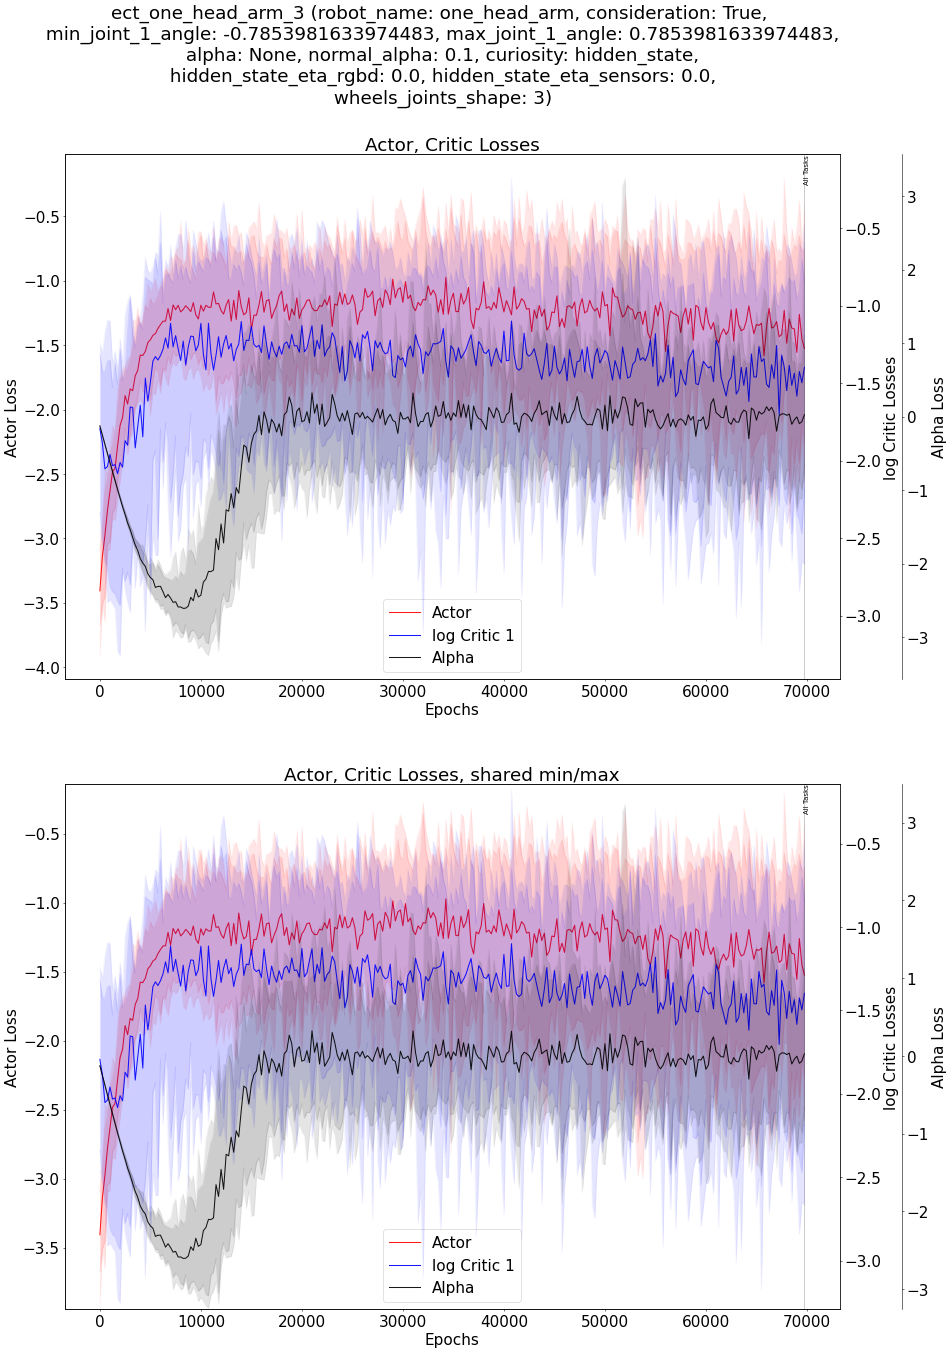 ect_one_head_arm_3 (robot_name: one_head_arm, consideration: True,
min_joint_1_angle: -0.7853981633974483, max_joint_1_angle: 0.7853981633974483,
alpha: None, normal_alpha: 0.1, curiosity: hidden_state,
hidden_state_eta_rgbd: 0.0, hidden_state_eta_sensors: 0.0,
wheels_joints_shape: 3)
Actor, Critic Losses
All Tasks
−0.5
−1.0
−1.5
−2.0
−2.5
−3.0
−3.5
−4.0
Actor Loss
−0.5
−1.0
−1.5
−2.0
−2.5
−3.0
log Critic Losses
3
2
1
0
−1
−2
−3
Alpha Loss
Actor
log Critic 1
Alpha
0 10000 20000 30000 40000 50000 60000 70000
Epochs
Actor, Critic Losses, shared min/max
All Tasks
−0.5
−1.0
−1.5
−2.0
−2.5
−3.0
−3.5
Actor Loss
−0.5
−1.0
−1.5
−2.0
−2.5
−3.0
log Critic Losses
3
2
1
0
−1
−2
−3
Alpha Loss
Actor
log Critic 1
Alpha
0 10000 20000 30000 40000 50000 60000 70000
Epochs